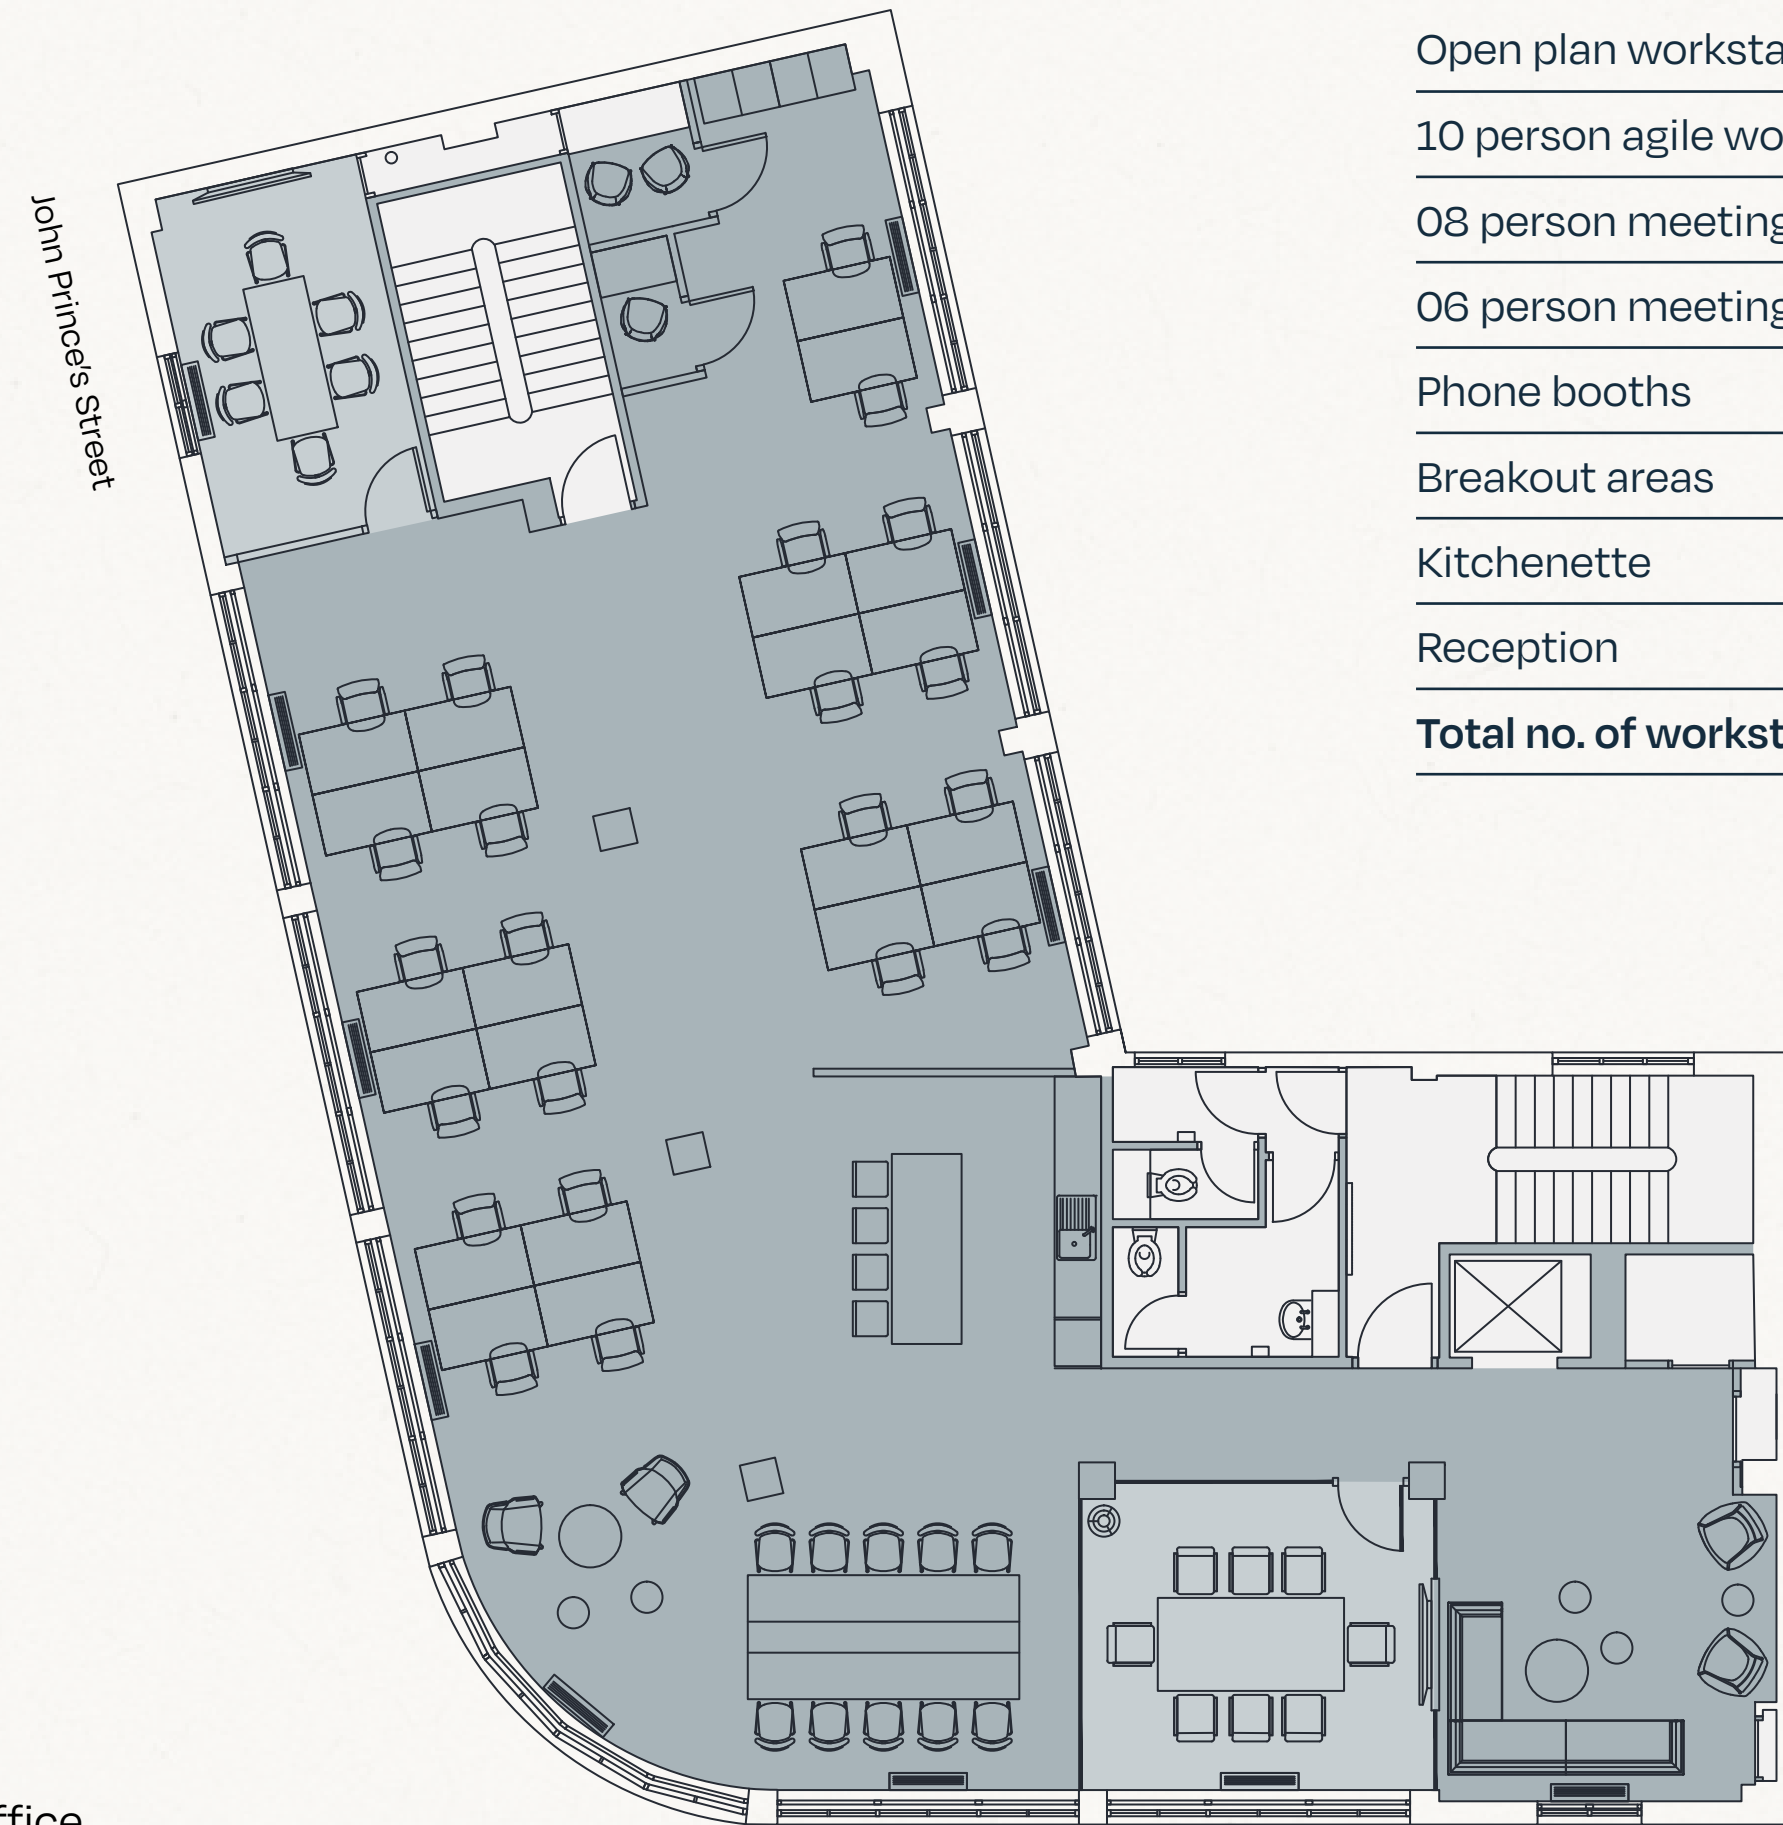 Open plan worksta
10 person agile wo
08 person meeting
06 person meeting
Phone booths
Breakout areas
Kitchenette
Reception
Total no. of workst
John Prince's Street
ffice